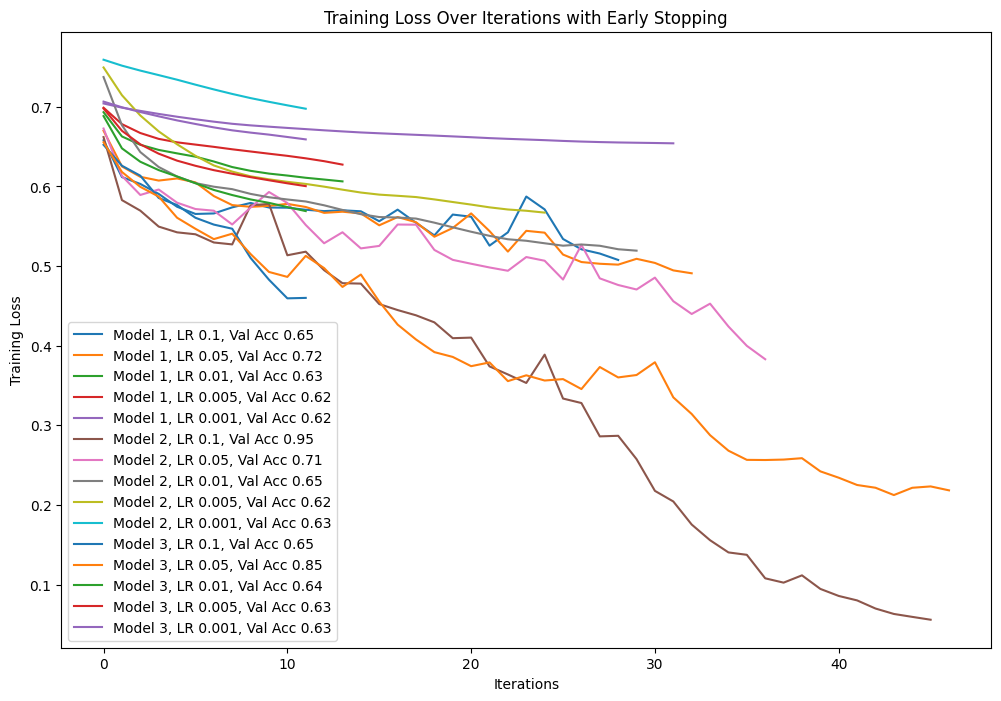 Training Loss Over Iterations with Early Stopping
0.7
0.6
0.5
0.4
0.3
0.2
0.1
Training Loss
Model 1, LR 0.1, Val Acc 0.65
Model 1, LR 0.05, Val Acc 0.72
Model 1, LR 0.01, Val Acc 0.63
Model 1, LR 0.005, Val Acc 0.62
Model 1, LR 0.001, Val Acc 0.62
Model 2, LR 0.1, Val Acc 0.95
Model 2, LR 0.05, Val Acc 0.71
Model 2, LR 0.01, Val Acc 0.65
Model 2, LR 0.005, Val Acc 0.62
Model 2, LR 0.001, Val Acc 0.63
Model 3, LR 0.1, Val Acc 0.65
Model 3, LR 0.05, Val Acc 0.85
Model 3, LR 0.01, Val Acc 0.64
Model 3, LR 0.005, Val Acc 0.63
Model 3, LR 0.001, Val Acc 0.63
0 10 20 30 40
Iterations